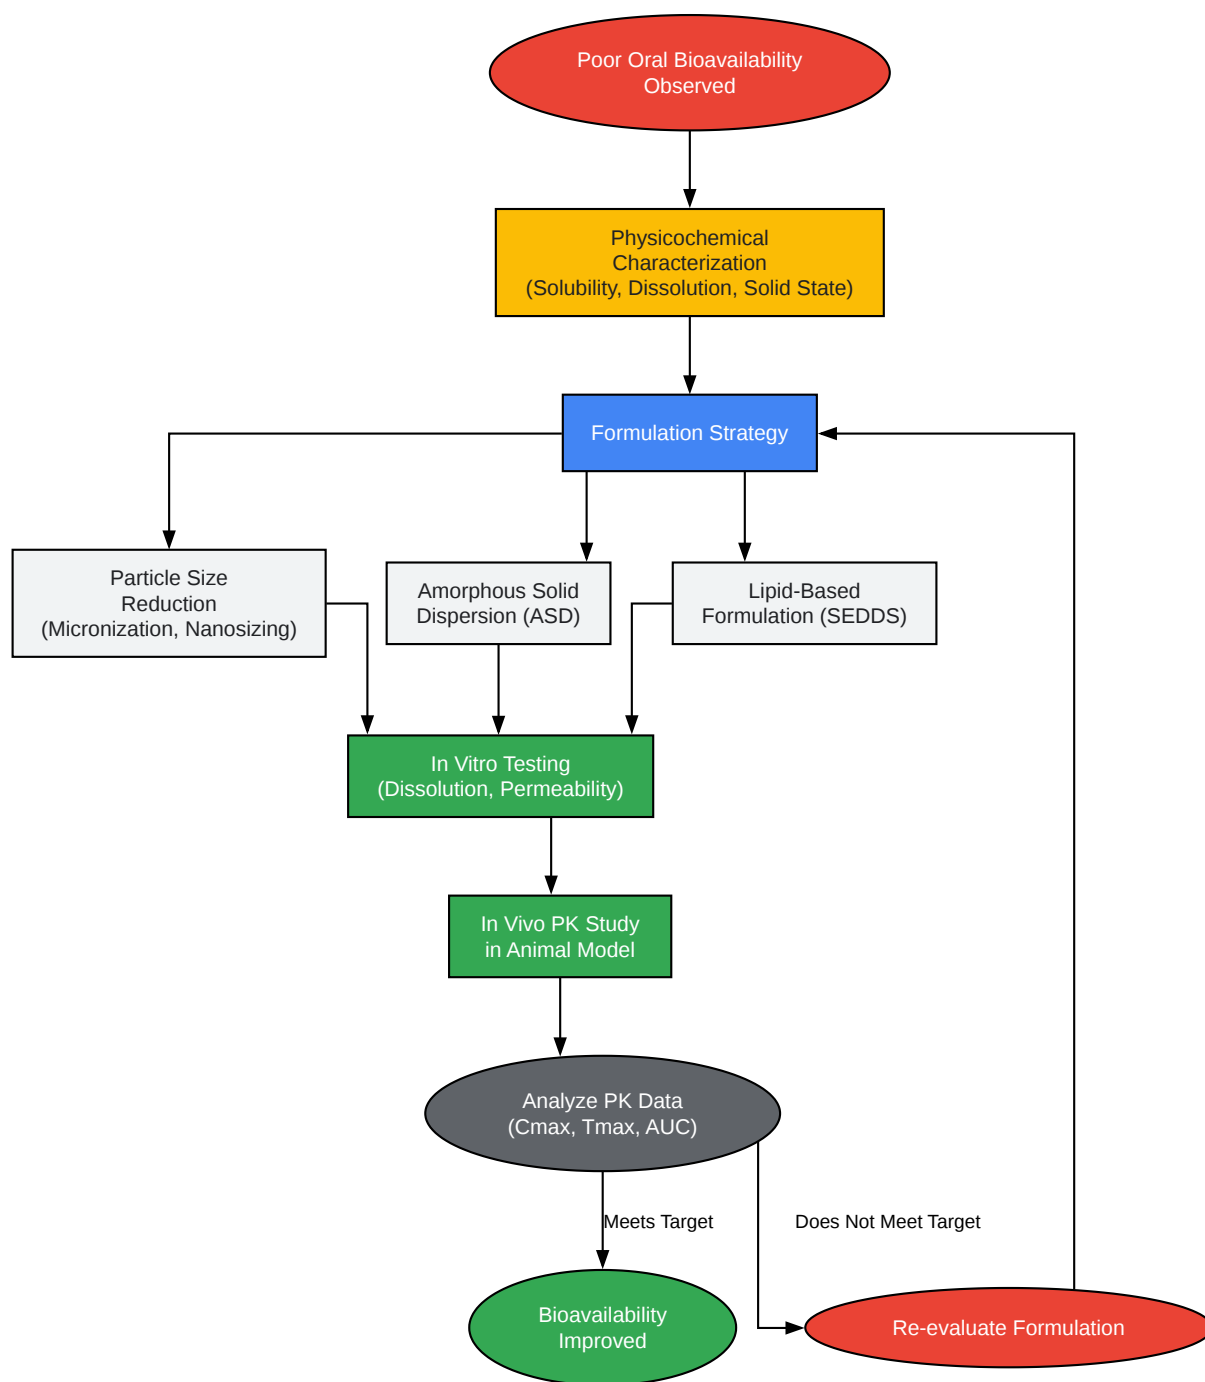 Poor Oral Bioavailability
Observed
Physicochemical
Characterization
(Solubility, Dissolution, Solid State)
Formulation Strategy
Particle Size
Reduction
(Micronization, Nanosizing)
Amorphous Solid
Dispersion (ASD)
Lipid-Based
Formulation (SEDDS)
In Vitro Testing
(Dissolution, Permeability)
In Vivo PK Study
in Animal Model
Analyze PK Data
(Cmax, Tmax, AUC)
Meets Target
Does Not Meet Target
Bioavailability
Improved
Re-evaluate Formulation